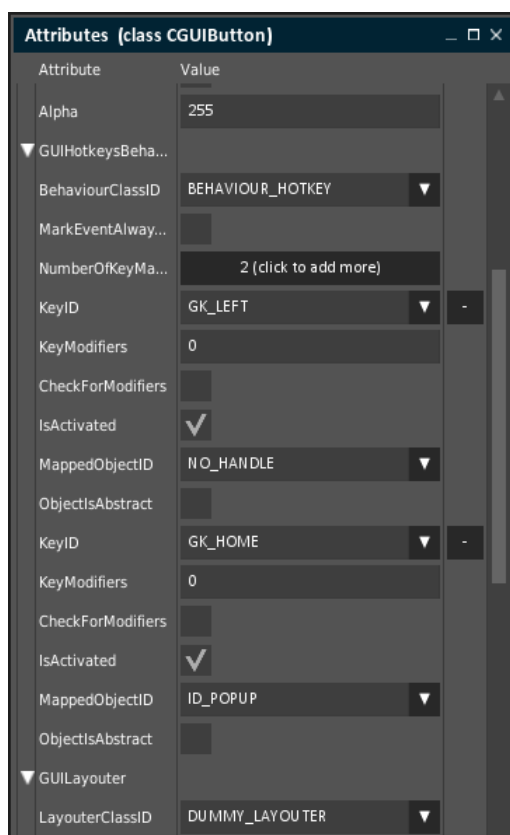 Attributes (class CGUIButton)
Attribute Value
Alpha 255
GUIHotkeysBeha...
BehaviourClassID BEHAVIOUR_HOTKEY
MarkEventAlway...
NumberOfKeyMa... 2 (click to add more)
KeyID GK_LEFT -
KeyModifiers 0
CheckForModifiers
IsActivated
MappedObjectID NO_HANDLE
ObjectIsAbstract
KeyID GK_HOME -
KeyModifiers 0
CheckForModifiers
IsActivated
MappedObjectID ID_POPUP
ObjectIsAbstract
GUILayouter
LayouterClassID DUMMY_LAYOUTER